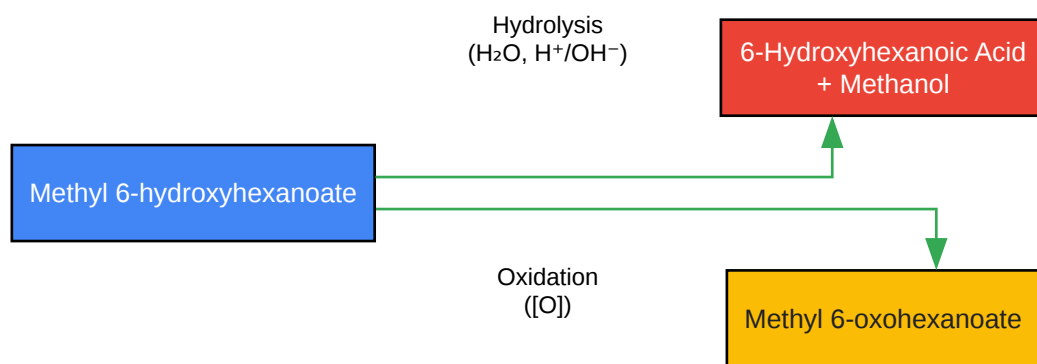 Hydrolysis
(H₂O, H⁺/OH⁻)
6-Hydroxyhexanoic Acid
+ Methanol
Methyl 6-hydroxyhexanoate
Oxidation
([O])
Methyl 6-oxohexanoate